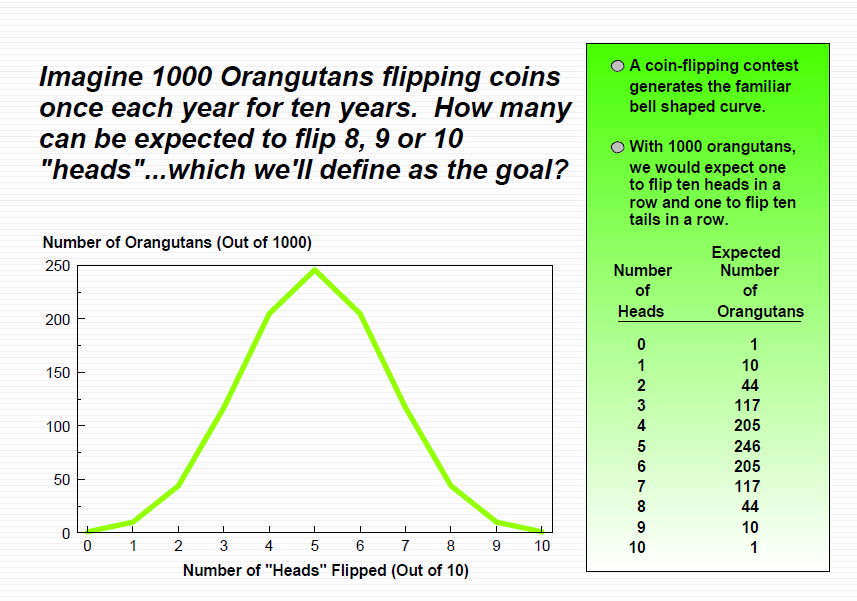 Imagine 1000 Orangutans flipping coins
once each year for ten years.  How many
can be expected to flip 8, 9 or 10
"heads"...which we'll define as the goal?
Number of Orangutans (Out of 1000)
250
200
150
100
50
0
0 1 2 3 4 5 6 7 8 9 10
Number of "Heads" Flipped (Out of 10)
A coin-flipping contest
generates the familiar
bell shaped curve.
With 1000 orangutans,
we would expect one
to flip ten heads in a
row and one to flip ten
tails in a row.
Expected
Number Number
of of
Heads Orangutans
0 1
1 10
2 44
3 117
4 205
5 246
6 205
7 117
8 44
9 10
10 1